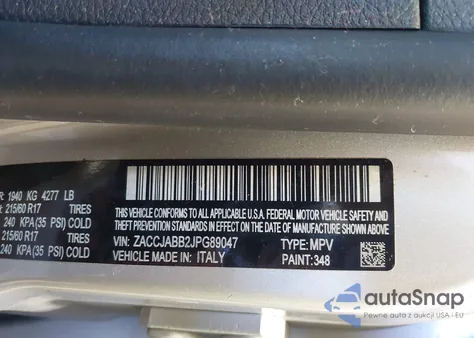 R: 1940 KG 4277 LB
215/60 R17 TIRES
240 KPA(35 PSI) COLD
215/60 R17 TIRES
240 KPA(35 PSI) COLD
THIS VEHICLE CONFORMS TO ALL APPLICABLE U.S.A. FEDERAL MOTOR VEHICLE SAFETY,
BUMPER, AND THEFT PREVENTION STANDARDS IN EFFECT ON THE DATE OF MANUFACTURE
SHOWN ABOVE.
VIN: ZACCJABB2JPG89047 TYPE: MPV
VEHICLE MADE IN: ITALY PAINT: 348
autoSnap
Pewne auta z aukcji USA i EU